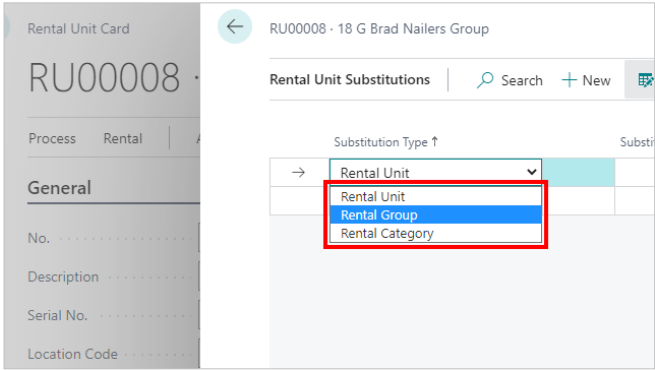 Rental Unit Card
RU00008 ·
Process Rental
General
No.
Description
Serial No.
Location Code
RU00008 · 18 G Brad Nailers Group
Rental Unit Substitutions Search + New
Substitution Type ↑
→ Rental Unit
Rental Unit
Rental Group
Rental Category